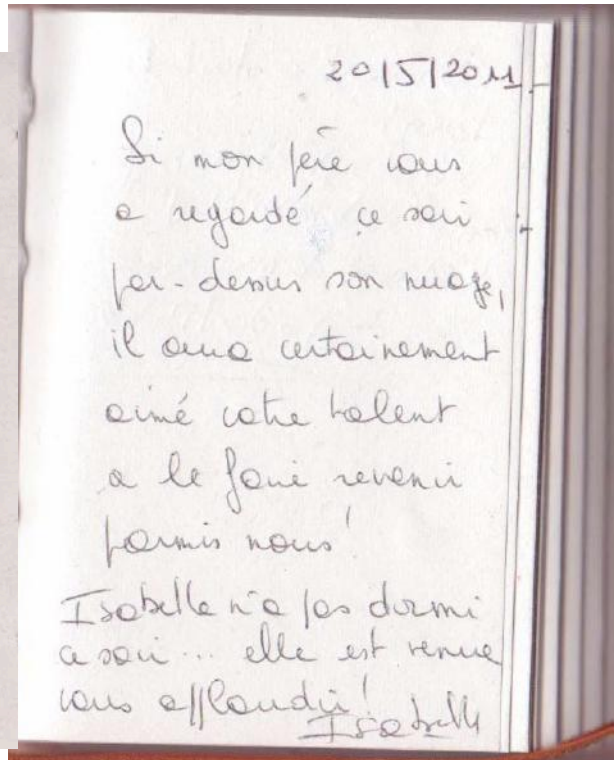 20/5/2011
Si mon père vous
a regardé ce soir
par-dessus son nuage,
il aura certainement
aimé votre talent
a le faire revenir
parmis nous!
Isabelle n'a pas dormi
ce soir... elle est venue
vous applaudir!
Isabelle